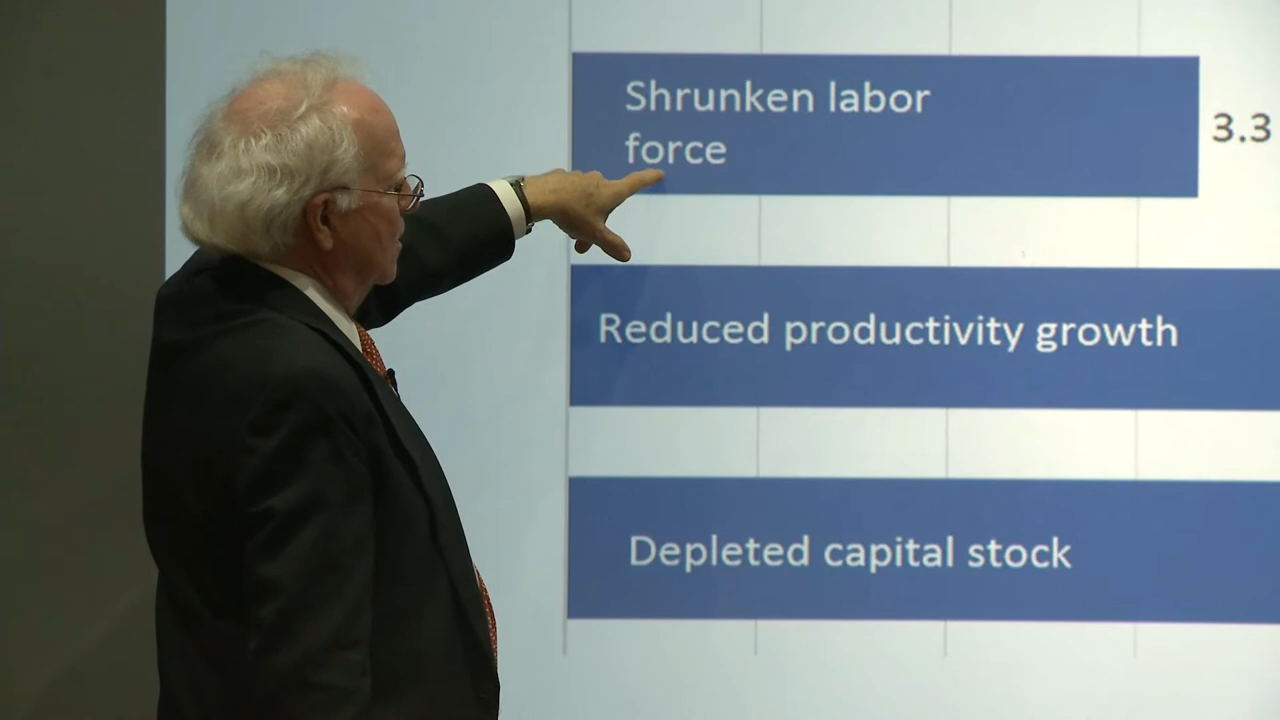 Shrunken labor
force
3.3
Reduced productivity growth
Depleted capital stock